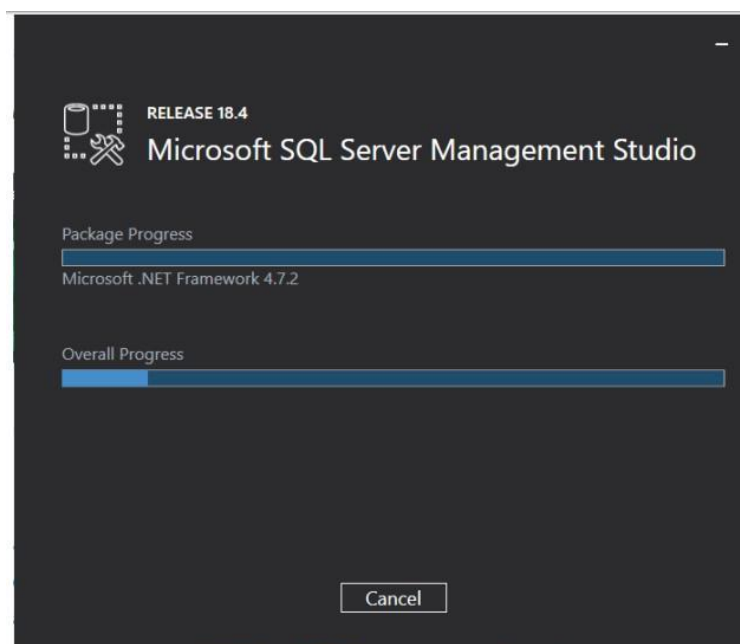 RELEASE 18.4
Microsoft SQL Server Management Studio
Package Progress
Microsoft .NET Framework 4.7.2
Overall Progress
Cancel